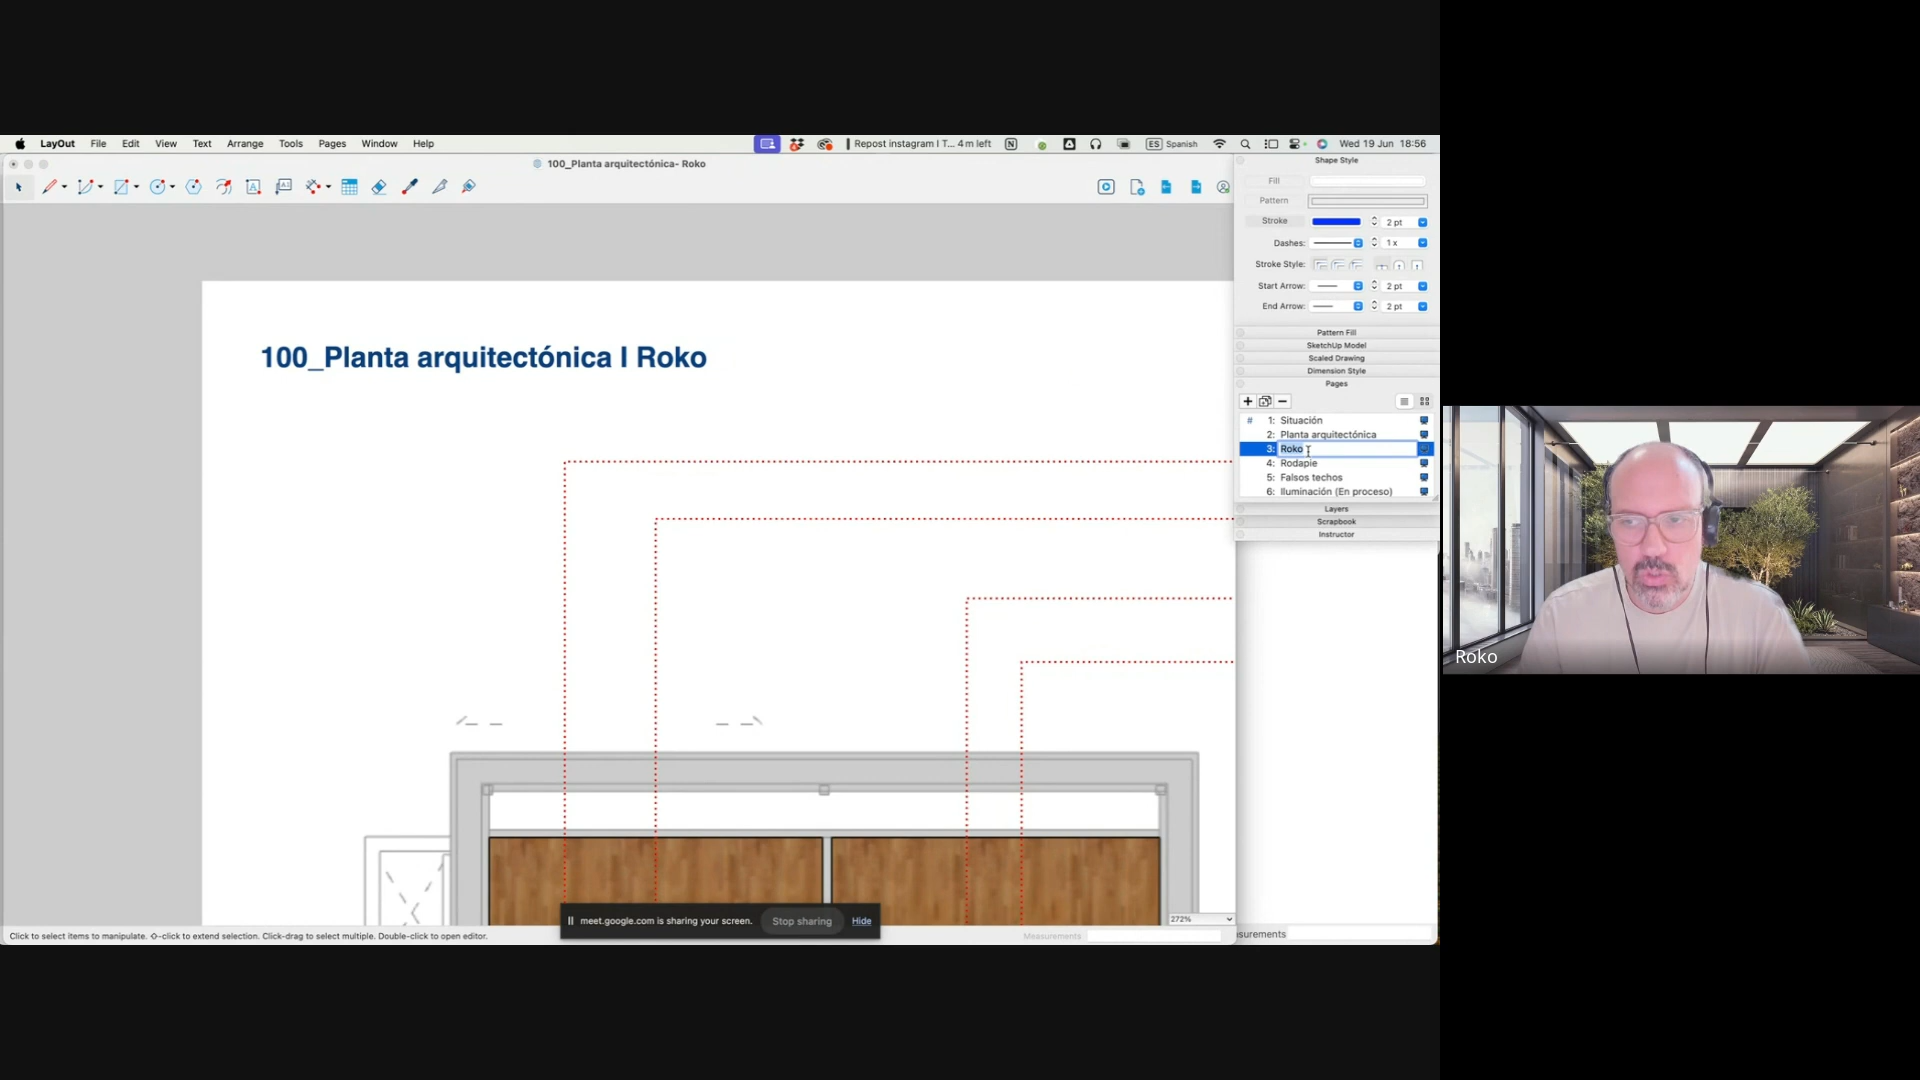 LayOut File Edit View Text Arrange Tools Pages Window Help
Repost instagram I T... 4m left
ES Spanish
Wed 19 Jun 18:56
100_Planta arquitectónica- Roko
Shape Style
Fill
Pattern
Stroke 2 pt
Dashes: 1 x
Stroke Style:
Start Arrow: 2 pt
End Arrow: 2 pt
Pattern Fill
SketchUp Model
Scaled Drawing
Dimension Style
Pages
# 1: Situación
2: Planta arquitectónica
3: Roko
4: Rodapie
5: Falsos techos
6: Iluminación (En proceso)
Layers
Scrapbook
Instructor
100_Planta arquitectónica I Roko
Roko
meet.google.com is sharing your screen. Stop sharing Hide
272%
Click to select items to manipulate. ⇧-click to extend selection. Click-drag to select multiple. Double-click to open editor.
Measurements
surements